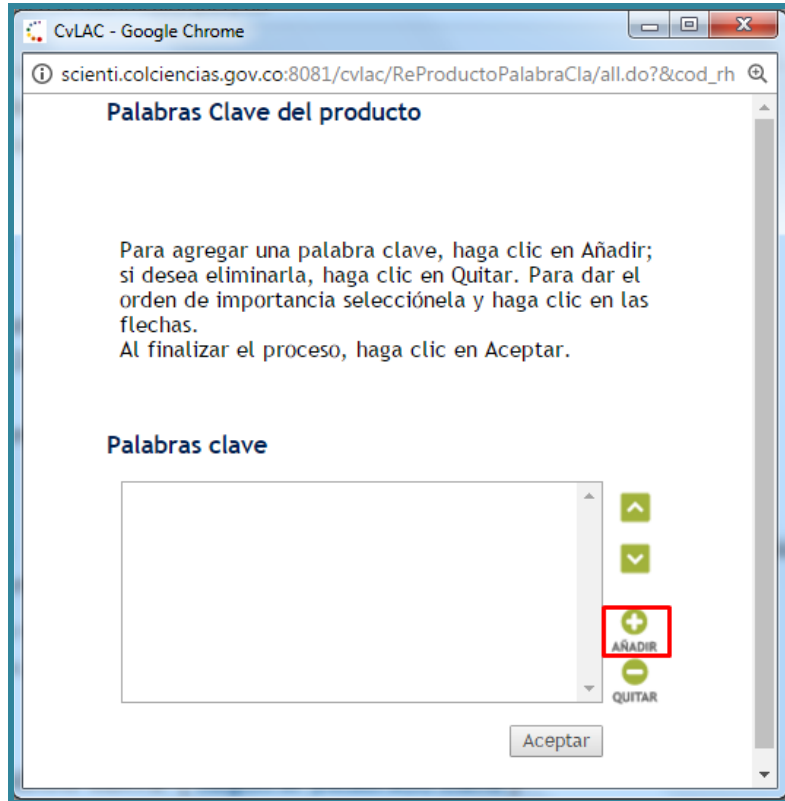 CvLAC - Google Chrome
scienti.colciencias.gov.co:8081/cvlac/ReProductoPalabraCla/all.do?&cod_rh
Palabras Clave del producto
Para agregar una palabra clave, haga clic en Añadir;
si desea eliminarla, haga clic en Quitar. Para dar el
orden de importancia selecciónela y haga clic en las
flechas.
Al finalizar el proceso, haga clic en Aceptar.
Palabras clave
AÑADIR
QUITAR
Aceptar